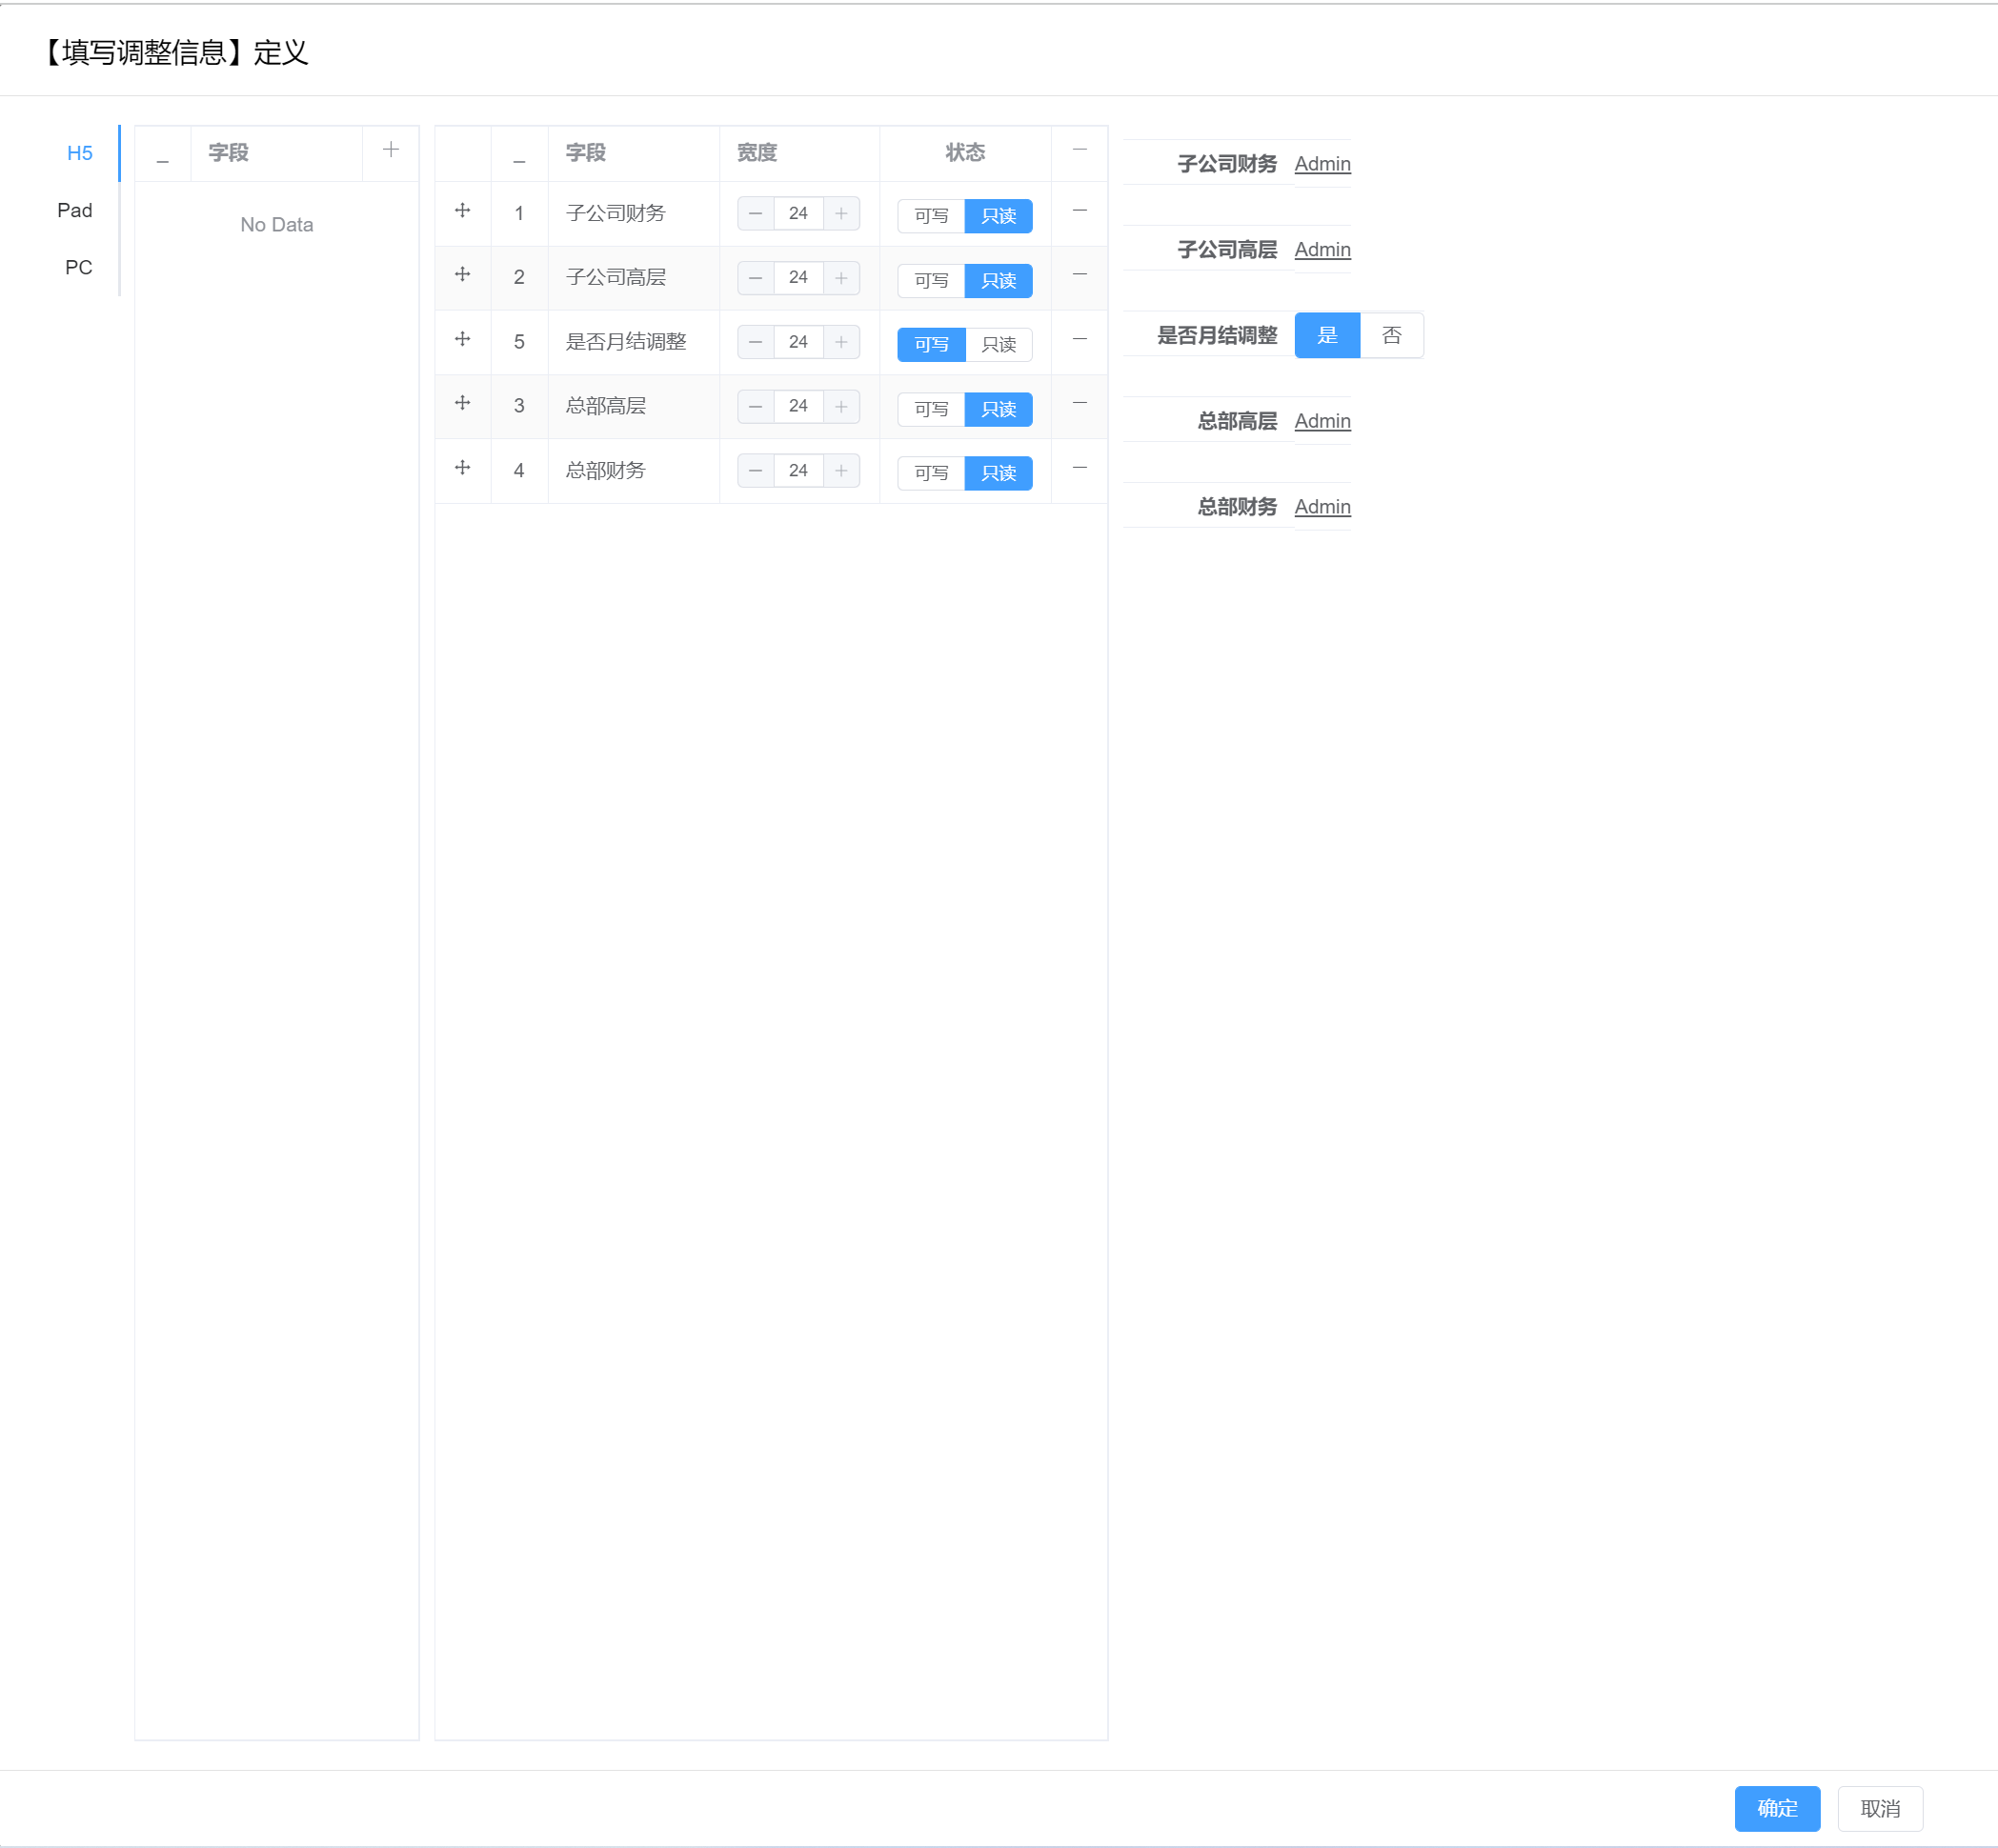 【填写调整信息】定义
H5
Pad
PC
_ 字段 +
No Data
_ 字段 宽度 状态 —
1 子公司财务 — 24 + 可写 只读 —
2 子公司高层 — 24 + 可写 只读 —
5 是否月结调整 — 24 + 可写 只读 —
3 总部高层 — 24 + 可写 只读 —
4 总部财务 — 24 + 可写 只读 —
子公司财务 Admin
子公司高层 Admin
是否月结调整 是 否
总部高层 Admin
总部财务 Admin
确定 取消